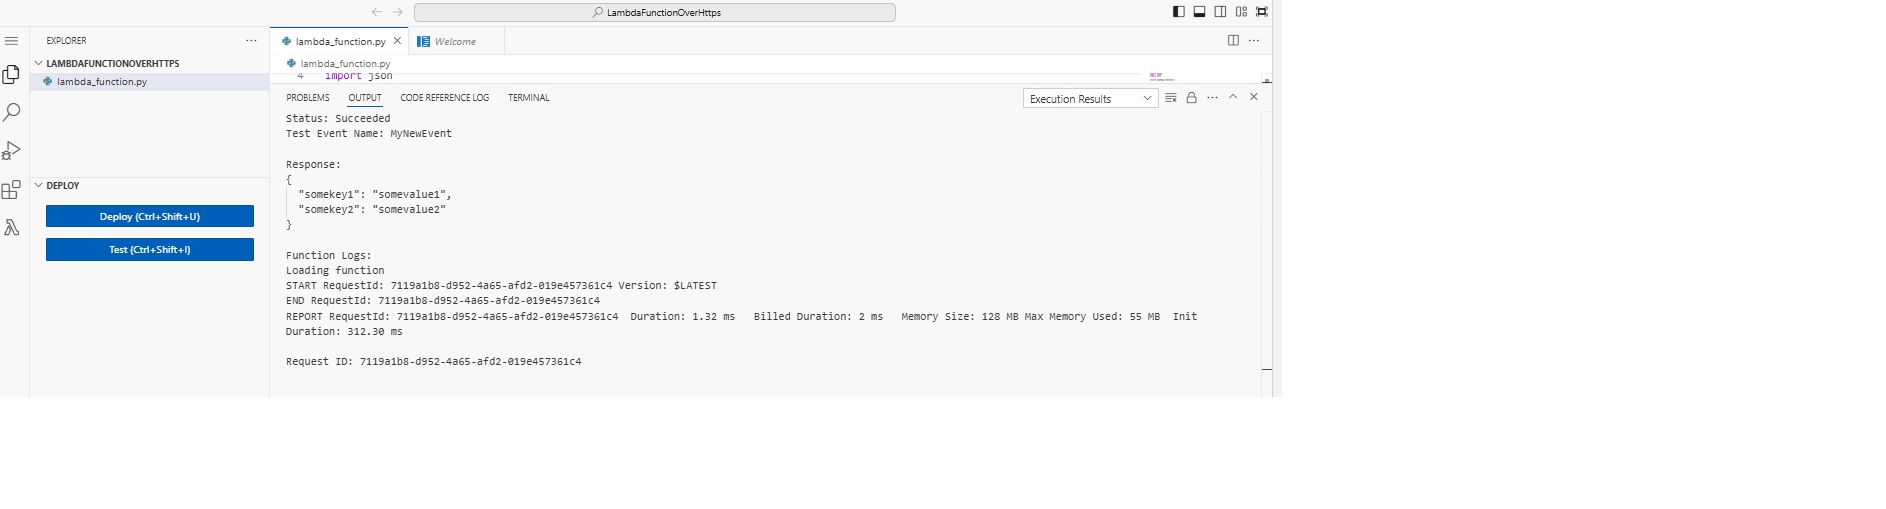 LambdaFunctionOverHttps
EXPLORER
LAMBDAFUNCTIONOVERHTTPS
lambda_function.py
DEPLOY
Deploy (Ctrl+Shift+U)
Test (Ctrl+Shift+I)
lambda_function.py
Welcome
lambda_function.py
4 import json
PROBLEMS OUTPUT CODE REFERENCE LOG TERMINAL
Execution Results
Status: Succeeded
Test Event Name: MyNewEvent
Response:
{
"somekey1": "somevalue1",
"somekey2": "somevalue2"
}
Function Logs:
Loading function
START RequestId: 7119a1b8-d952-4a65-afd2-019e457361c4 Version: $LATEST
END RequestId: 7119a1b8-d952-4a65-afd2-019e457361c4
REPORT RequestId: 7119a1b8-d952-4a65-afd2-019e457361c4 Duration: 1.32 ms Billed Duration: 2 ms Memory Size: 128 MB Max Memory Used: 55 MB Init
Duration: 312.30 ms
Request ID: 7119a1b8-d952-4a65-afd2-019e457361c4